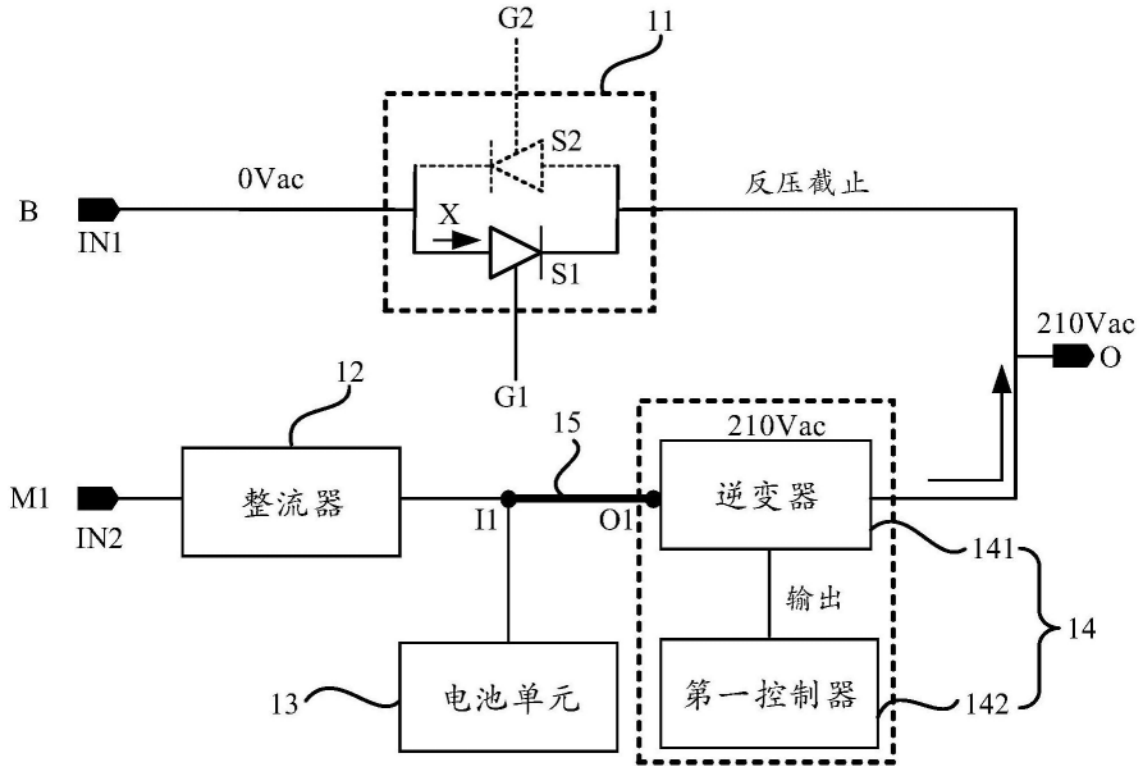 G2
11
S2
0Vac
反压截止
B
IN1
X
S1
210Vac
O
G1
12
15
210Vac
M1
IN2
整流器
I1
O1
逆变器
141
输出
14
13
电池单元
第一控制器
142